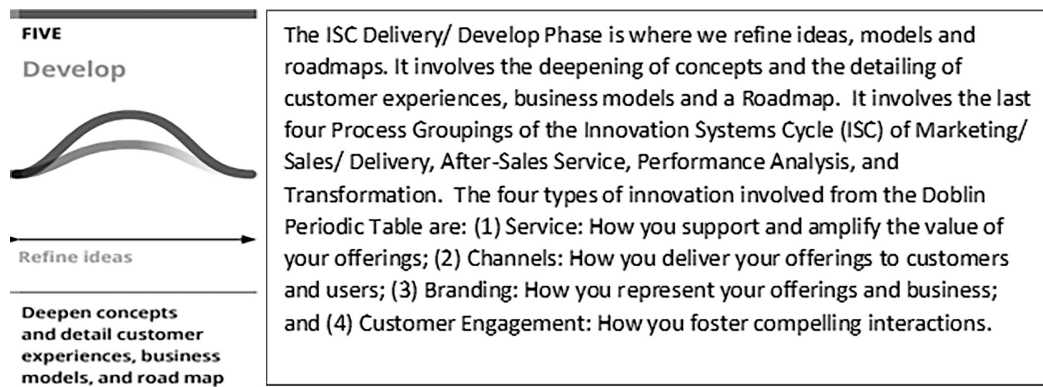 FIVE
Develop
Refine ideas
Deepen concepts
and detail customer
experiences, business
models, and road map
The ISC Delivery/ Develop Phase is where we refine ideas, models and
roadmaps. It involves the deepening of concepts and the detailing of
customer experiences, business models and a Roadmap.  It involves the last
four Process Groupings of the Innovation Systems Cycle (ISC) of Marketing/
Sales/ Delivery, After-Sales Service, Performance Analysis, and
Transformation.  The four types of innovation involved from the Doblin
Periodic Table are: (1) Service: How you support and amplify the value of
your offerings; (2) Channels: How you deliver your offerings to customers
and users; (3) Branding: How you represent your offerings and business;
and (4) Customer Engagement: How you foster compelling interactions.